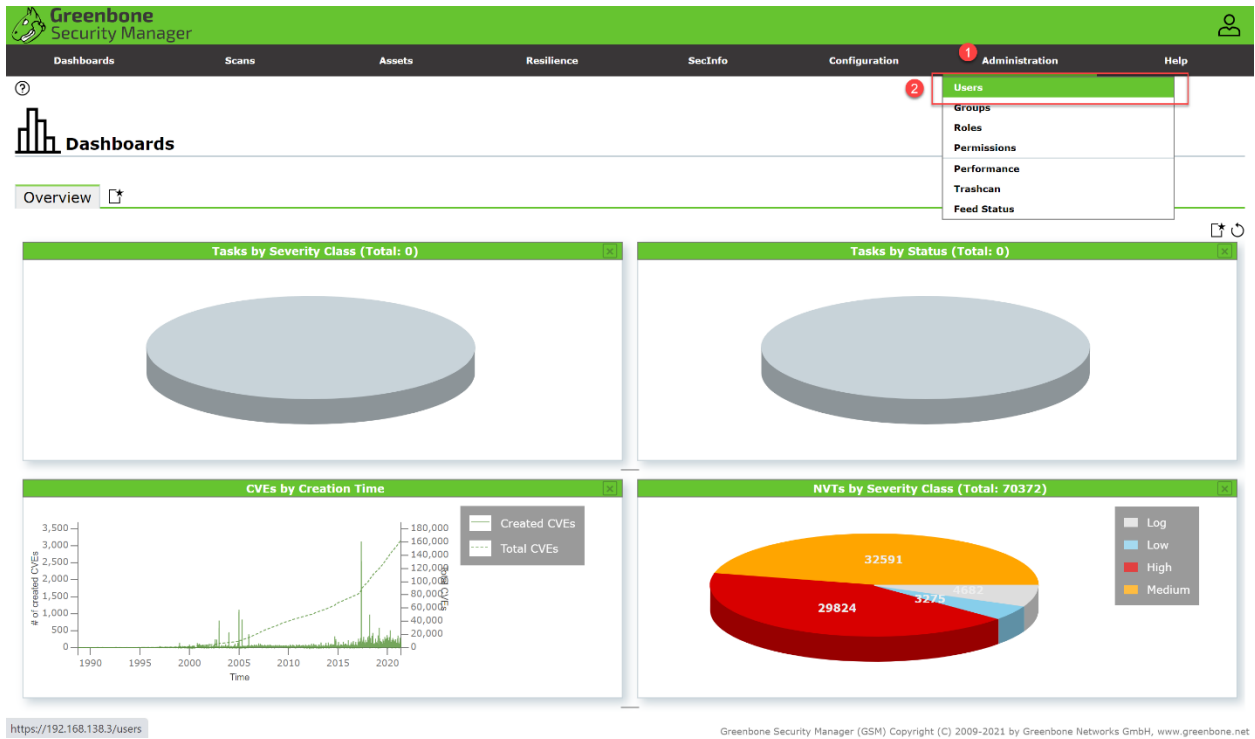 Greenbone
Security Manager
Dashboards Scans Assets Resilience SecInfo Configuration 1 Administration Help
? 2 Users
Groups
Roles
Permissions
Performance
Trashcan
Feed Status
Dashboards
Overview
Tasks by Severity Class (Total: 0)
Tasks by Status (Total: 0)
CVEs by Creation Time
# of created CVEs
3,500
3,000
2,500
2,000
1,500
1,000
500
0
1990 1995 2000 2005 2010 2015 2020
Time
180,000
160,000
140,000
120,000
100,000
80,000
60,000
40,000
20,000
0
Total CVEs
Created CVEs
Total CVEs
NVTs by Severity Class (Total: 70372)
32591
4682
3275
29824
Log
Low
High
Medium
https://192.168.138.3/users
Greenbone Security Manager (GSM) Copyright (C) 2009-2021 by Greenbone Networks GmbH, www.greenbone.net